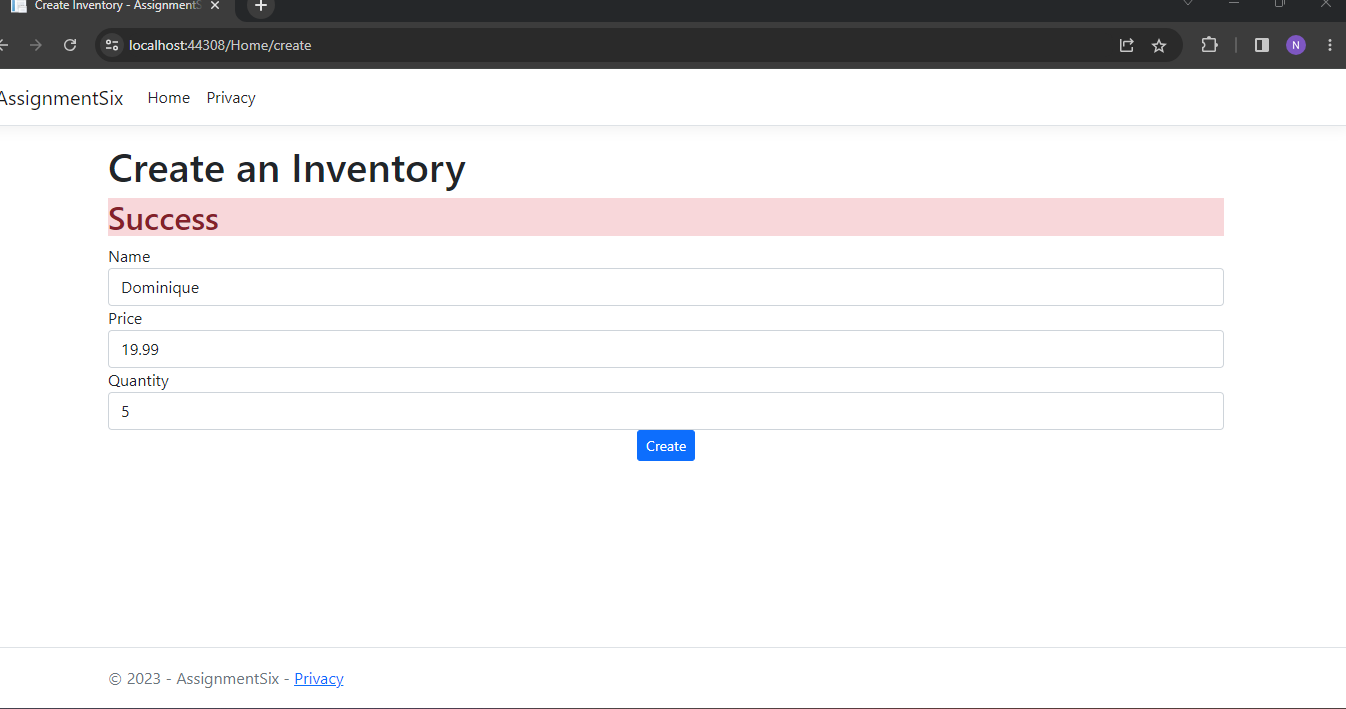 Create Inventory - AssignmentS
localhost:44308/Home/create
N
AssignmentSix Home Privacy
Create an Inventory
Success
Name
Dominique
Price
19.99
Quantity
5
Create
© 2023 - AssignmentSix - Privacy